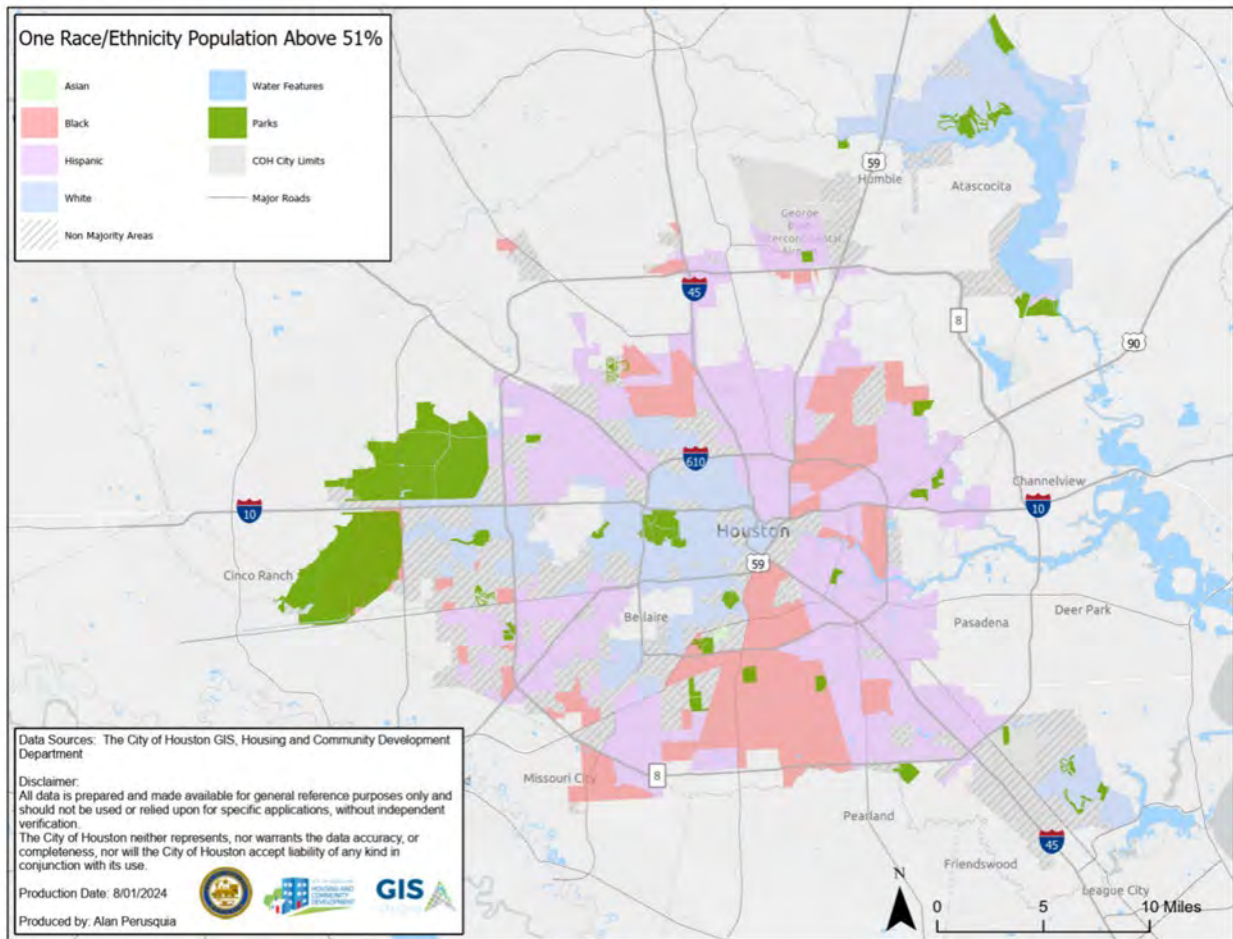 One Race/Ethnicity Population Above 51%
Asian
Water Features
Black
Parks
Hispanic
COH City Limits
White
Major Roads
Non Majority Areas
59
Humble
Atascocita
George
Intercontinental
45
8
90
610
Channelview
10
10
Houston
Cinco Ranch
59
Bellaire
Deer Park
Pasadena
Missouri City
8
Pearland
45
Friendswood
League City
Data Sources: The City of Houston GIS, Housing and Community Development
Department
Disclaimer:
All data is prepared and made available for general reference purposes only and
should not be used or relied upon for specific applications, without independent
verification.
The City of Houston neither represents, nor warrants the data accuracy, or
completeness, nor will the City of Houston accept liability of any kind in
conjunction with its use.
Production Date: 8/01/2024
HOUSING AND
COMMUNITY
DEVELOPMENT
GIS
Produced by: Alan Perusquia
N
0 5 10 Miles